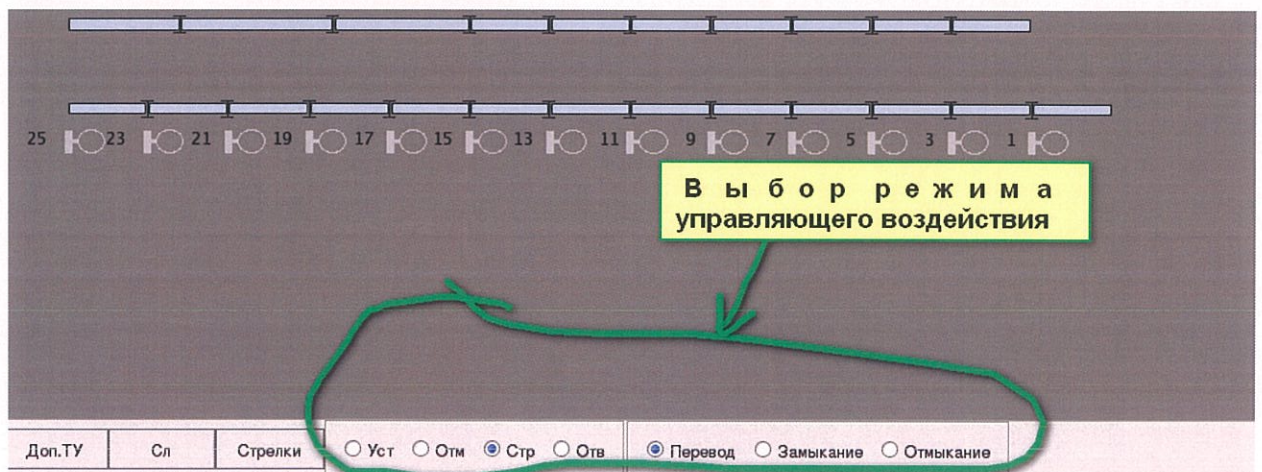 25 23 21 19 17 15 13 11 9 7 5 3 1
В ы б о р р е ж и м а
управляющего воздействия
Доп.ТУ Сл Стрелки Уст Отм Стр Отв Перевод Замыкание Отмыкание